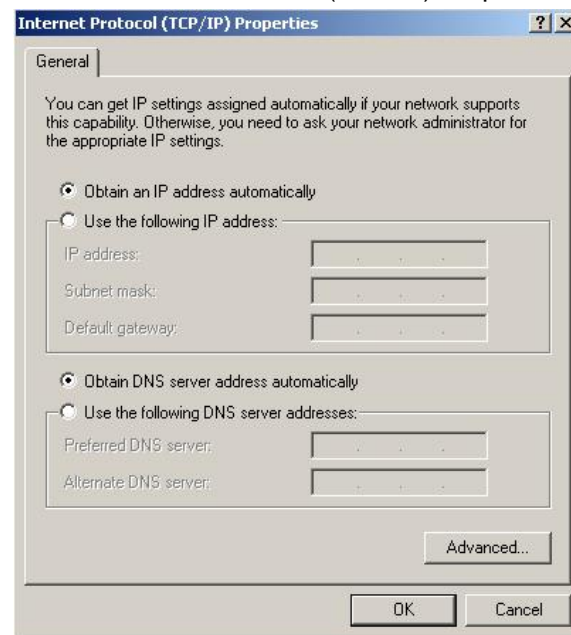 Internet Protocol (TCP/IP) Properties
General
You can get IP settings assigned automatically if your network supports
this capability. Otherwise, you need to ask your network administrator for
the appropriate IP settings.
Obtain an IP address automatically
Use the following IP address:
IP address:
Subnet mask:
Default gateway:
Obtain DNS server address automatically
Use the following DNS server addresses:
Preferred DNS server:
Alternate DNS server:
Advanced...
OK Cancel